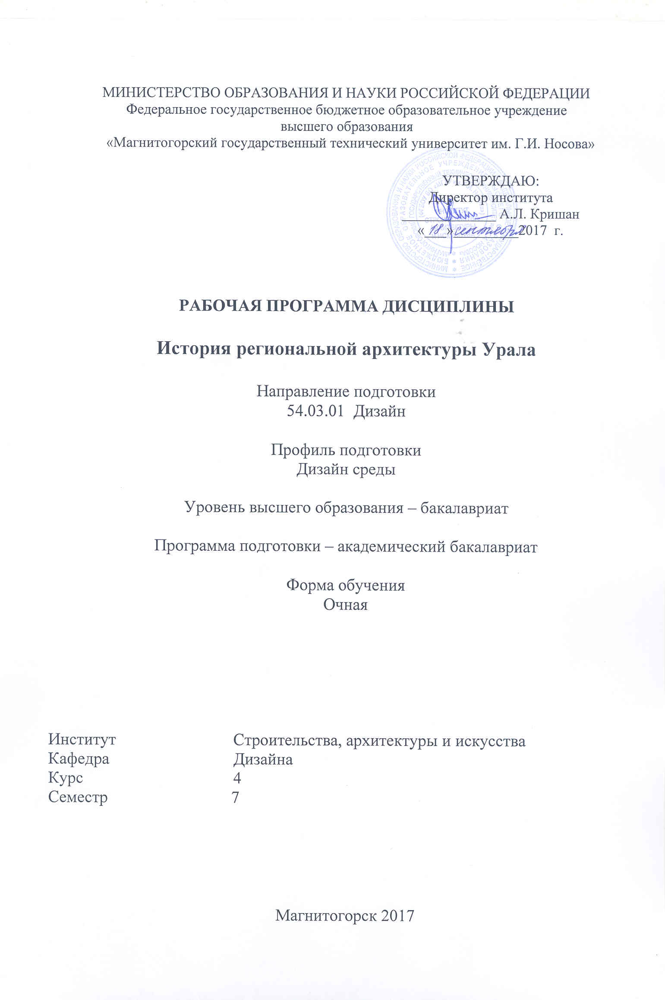 МИНИСТЕРСТВО ОБРАЗОВАНИЯ И НАУКИ РОССИЙСКОЙ ФЕДЕРАЦИИ
Федеральное государственное бюджетное образовательное учреждение
высшего образования
«Магнитогорский государственный технический университет им. Г.И. Носова»
УТВЕРЖДАЮ:
Директор института
А.Л. Кришан
«18» сентября 2017 г.
РАБОЧАЯ ПРОГРАММА ДИСЦИПЛИНЫ
История региональной архитектуры Урала
Направление подготовки
54.03.01 Дизайн
Профиль подготовки
Дизайн среды
Уровень высшего образования – бакалавриат
Программа подготовки – академический бакалавриат
Форма обучения
Очная
Институт Строительства, архитектуры и искусства
Кафедра Дизайна
Курс 4
Семестр 7
Магнитогорск 2017